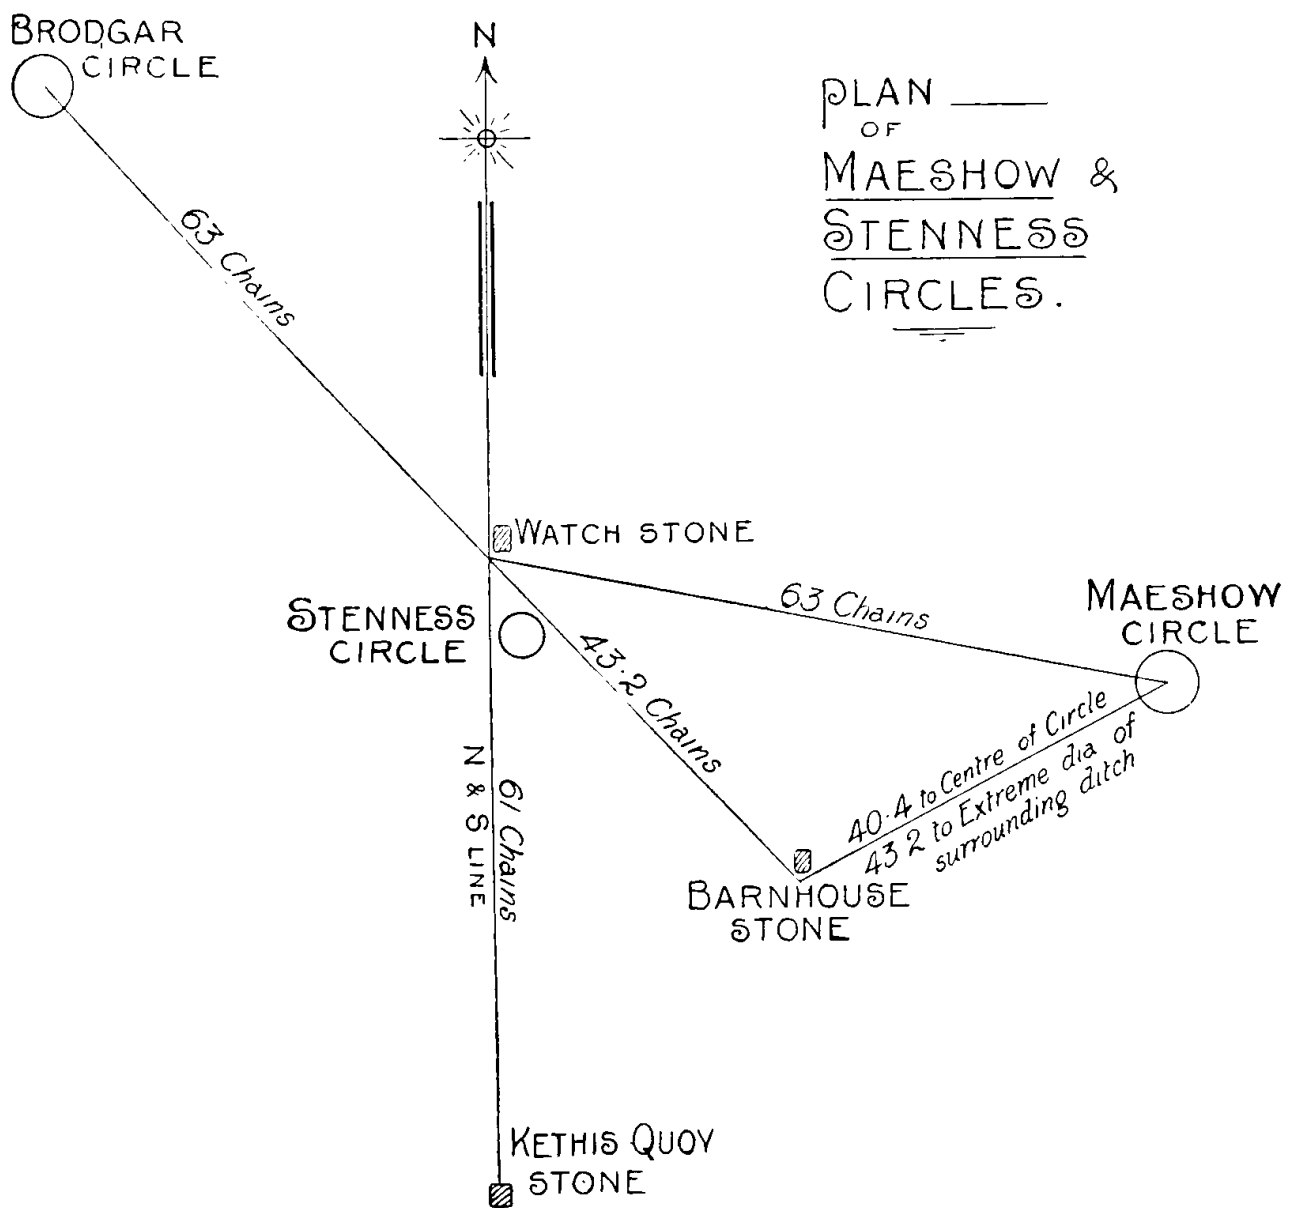 BRODGAR
CIRCLE
N
PLAN
OF
MAESHOW &
STENNESS
CIRCLES.
63 Chains
WATCH STONE
63 Chains
MAESHOW
CIRCLE
STENNESS
CIRCLE
43·2 Chains
N & S LINE
61 Chains
40·4 to Centre of Circle
43 2 to Extreme dia of
surrounding ditch
BARNHOUSE
STONE
KETHIS QUOY
STONE